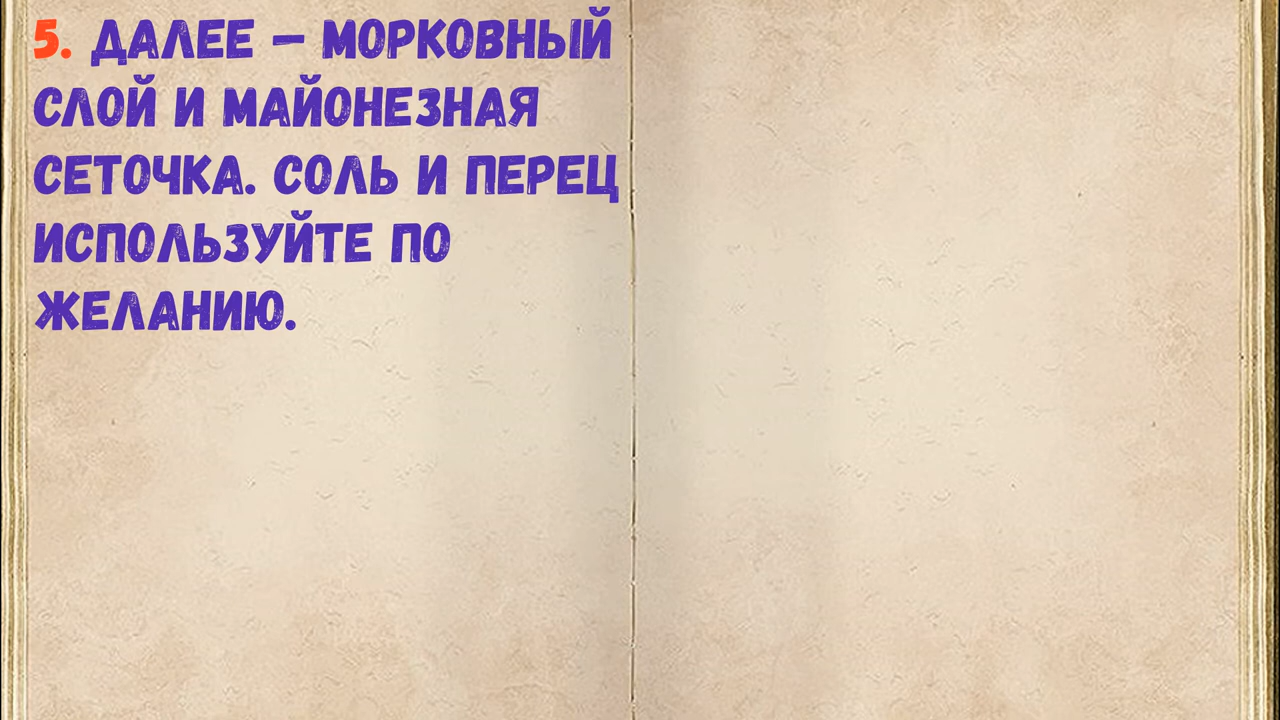 5. ДАЛЕЕ – МОРКОВНЫЙ
СЛОЙ И МАЙОНЕЗНАЯ
СЕТОЧКА. СОЛЬ И ПЕРЕЦ
ИСПОЛЬЗУЙТЕ ПО
ЖЕЛАНИЮ.